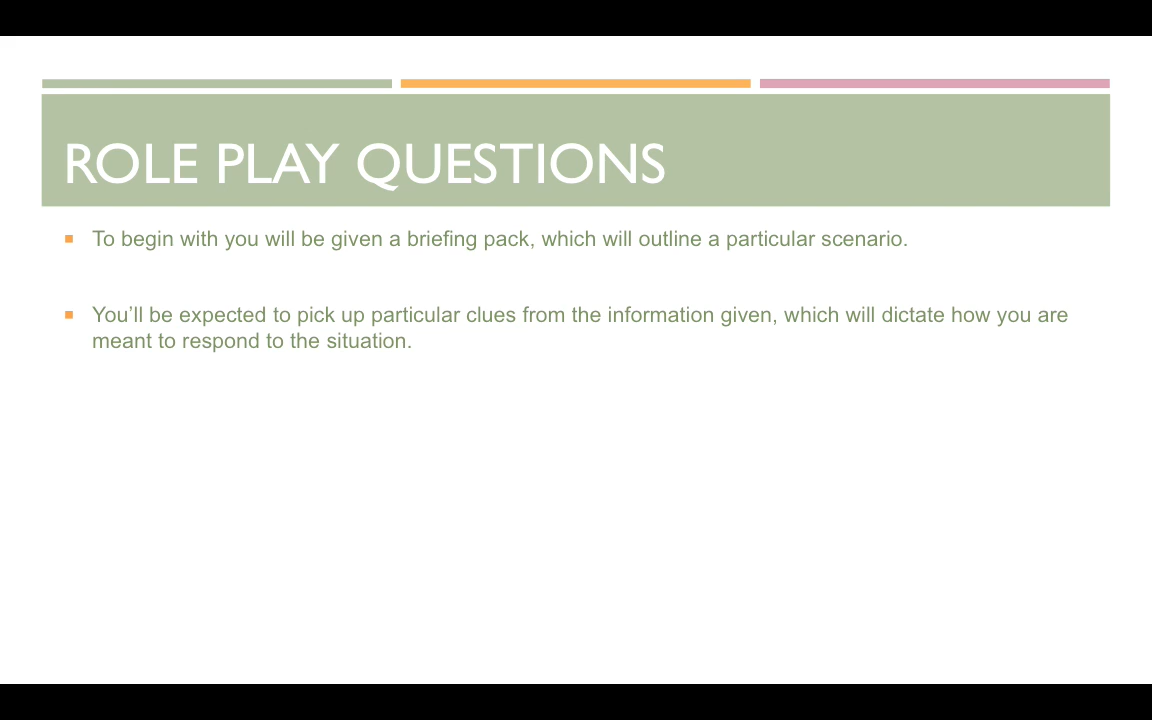 ROLE PLAY QUESTIONS
To begin with you will be given a briefing pack, which will outline a particular scenario.
You’ll be expected to pick up particular clues from the information given, which will dictate how you are
meant to respond to the situation.